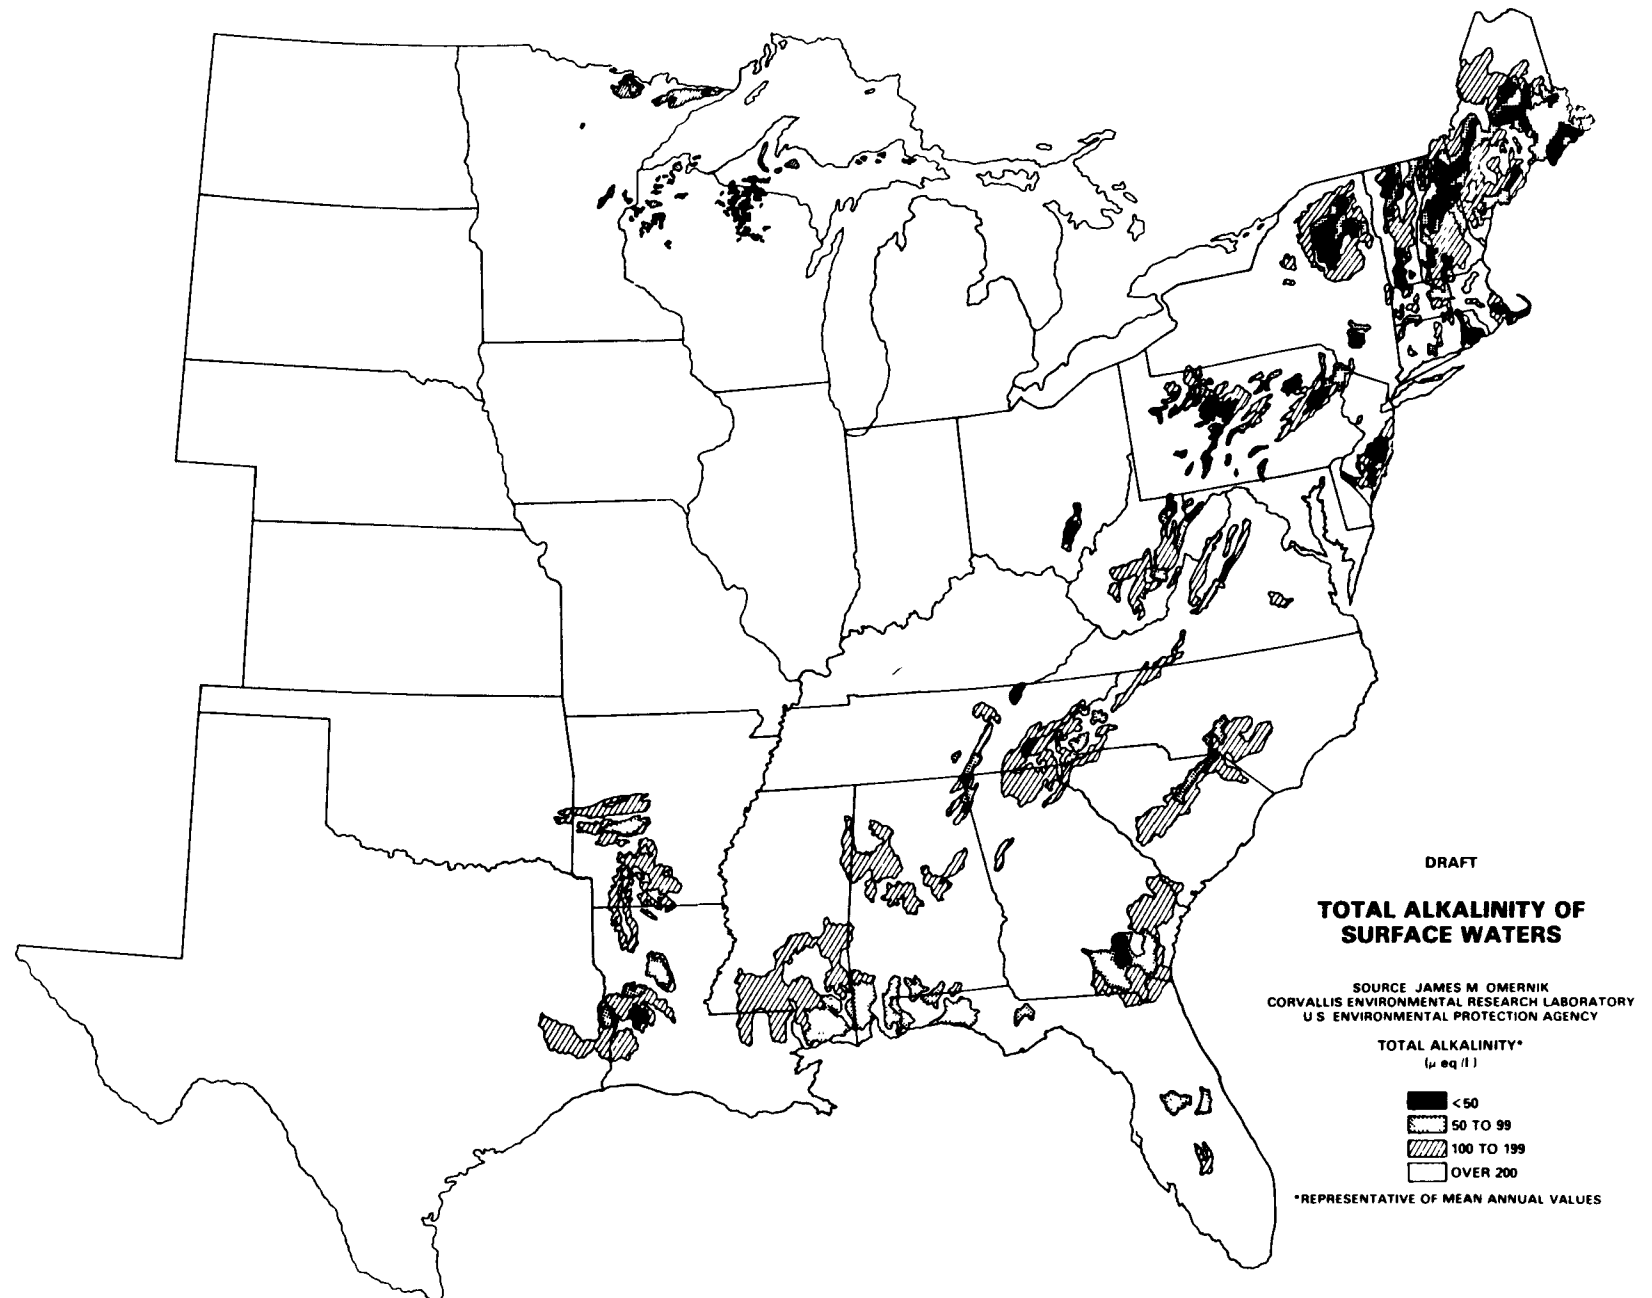 DRAFT
TOTAL ALKALINITY OF
SURFACE WATERS
SOURCE JAMES M OMERNIK
CORVALLIS ENVIRONMENTAL RESEARCH LABORATORY
U S ENVIRONMENTAL PROTECTION AGENCY
TOTAL ALKALINITY*
(μ eq /l )
<50
50 TO 99
100 TO 199
OVER 200
*REPRESENTATIVE OF MEAN ANNUAL VALUES